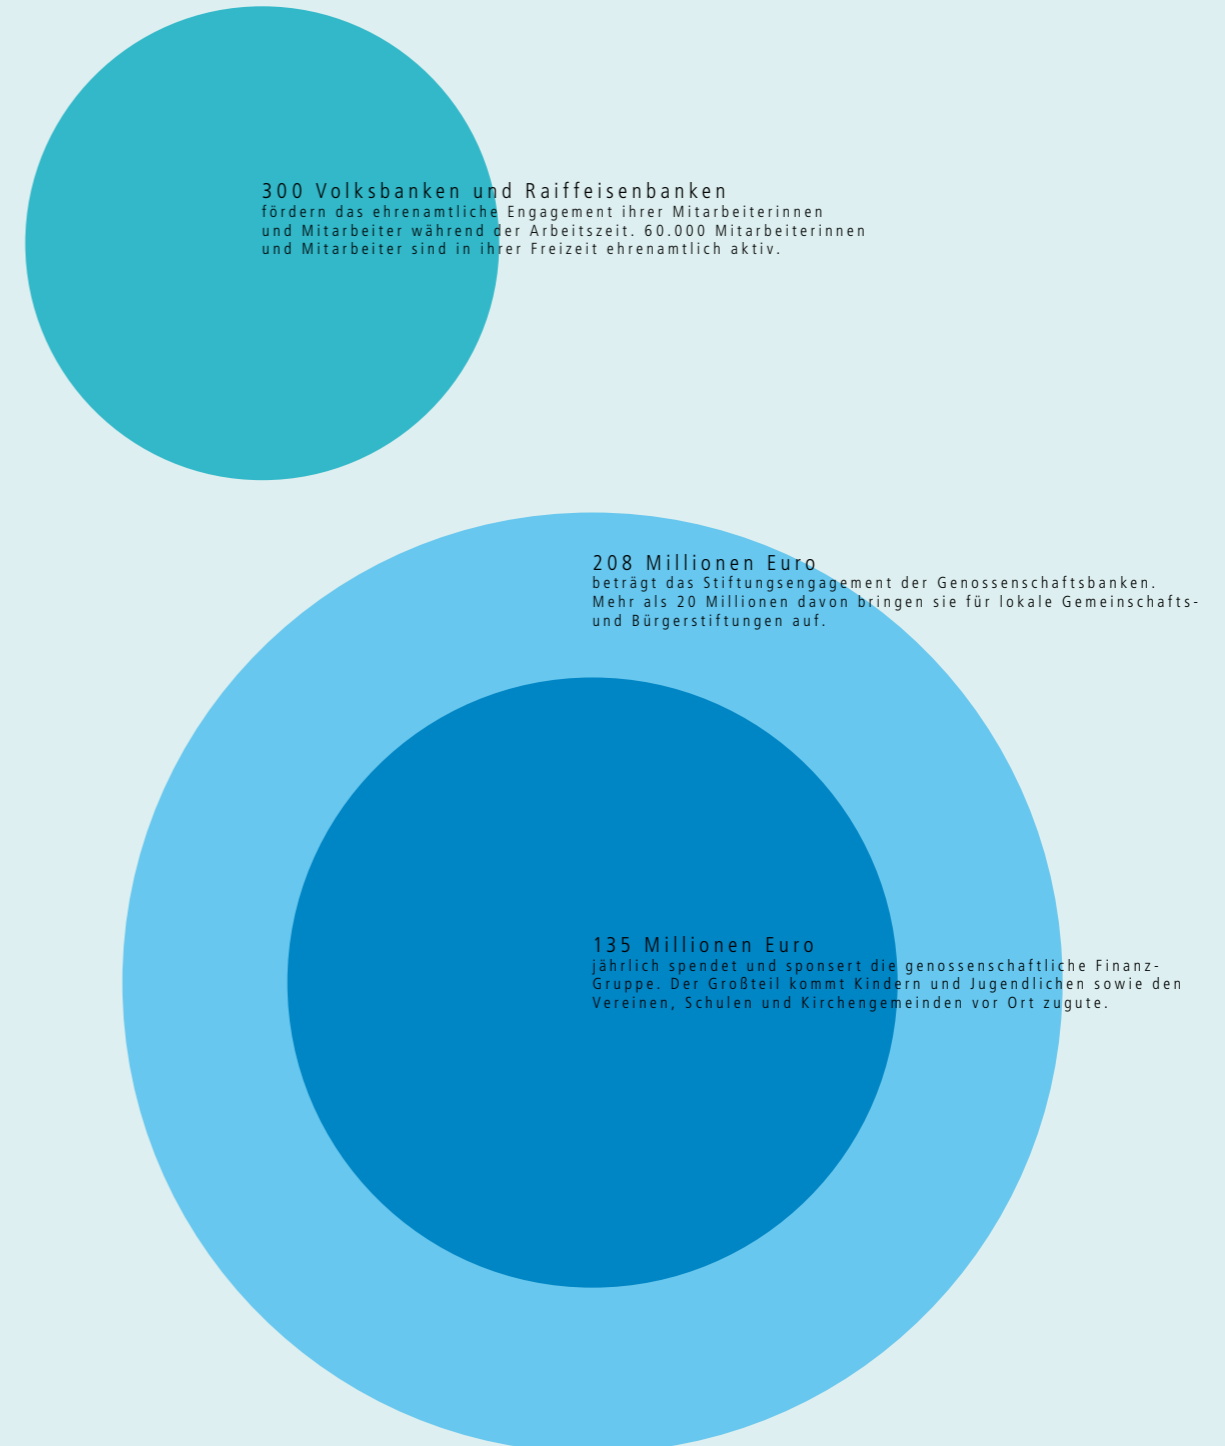 300 Volksbanken und Raiffeisenbanken
fördern das ehrenamtliche Engagement ihrer Mitarbeiterinnen
und Mitarbeiter während der Arbeitszeit. 60.000 Mitarbeiterinnen
und Mitarbeiter sind in ihrer Freizeit ehrenamtlich aktiv.
208 Millionen Euro
beträgt das Stiftungsengagement der Genossenschaftsbanken.
Mehr als 20 Millionen davon bringen sie für lokale Gemeinschafts-
und Bürgerstiftungen auf.
135 Millionen Euro
jährlich spendet und sponsert die genossenschaftliche Finanz-
Gruppe. Der Großteil kommt Kindern und Jugendlichen sowie den
Vereinen, Schulen und Kirchengemeinden vor Ort zugute.